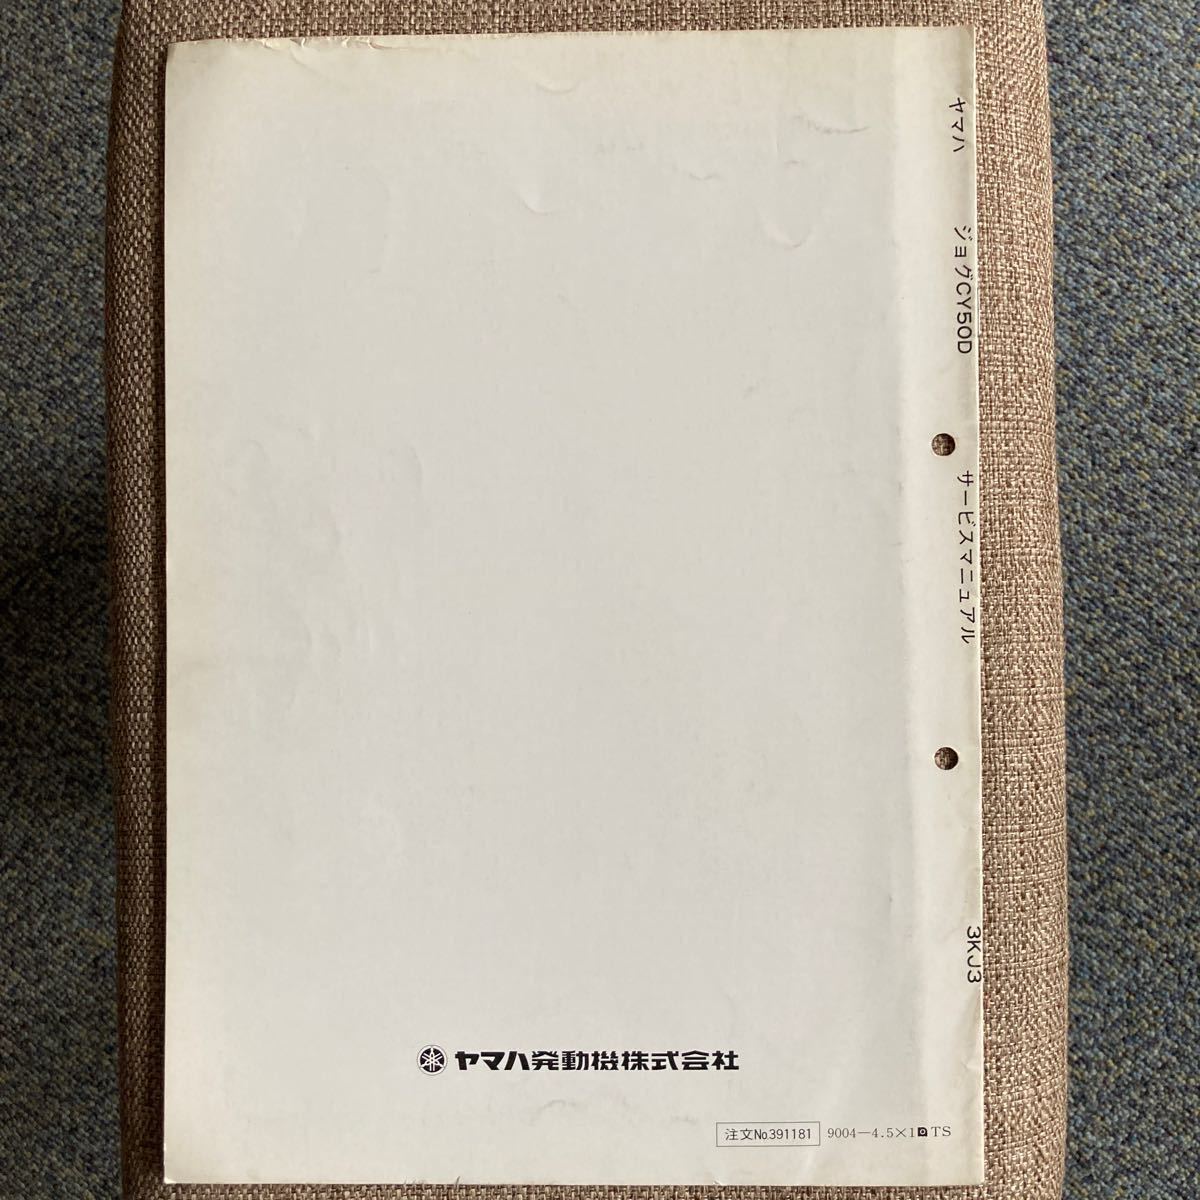 ヤマハ ジョグCY50D サービスマニュアル 3KJ3
ヤマハ発動機株式会社
注文No.391181 9004-4.5×1 TS